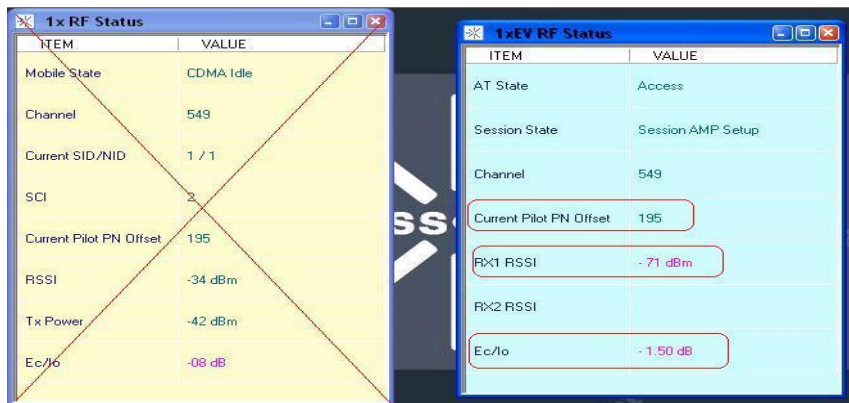 1x RF Status
ITEM VALUE
Mobile State CDMA Idle
Channel 549
Current SID/NID 1 / 1
SCI 2
Current Pilot PN Offset 195
RSSI -34 dBm
Tx Power -42 dBm
Ec/Io -08 dB
ss
1xEV RF Status
ITEM VALUE
AT State Access
Session State Session AMP Setup
Channel 549
Current Pilot PN Offset 195
RX1 RSSI - 71 dBm
RX2 RSSI
Ec/Io - 1.50 dB